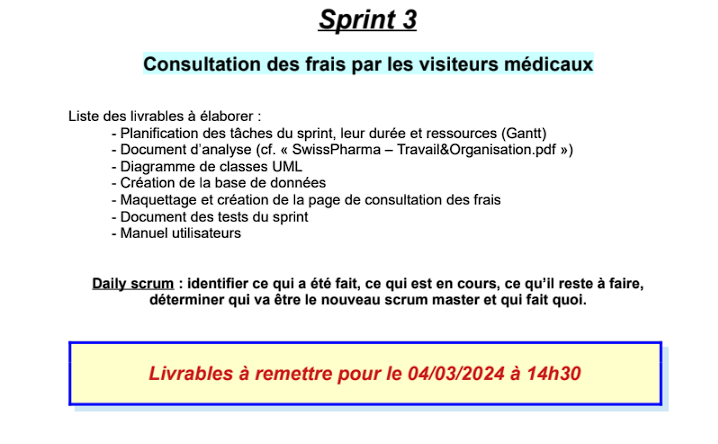 Sprint 3
Consultation des frais par les visiteurs médicaux
Liste des livrables à élaborer :
- Planification des tâches du sprint, leur durée et ressources (Gantt)
- Document d'analyse (cf. « SwissPharma – Travail&Organisation.pdf »)
- Diagramme de classes UML
- Création de la base de données
- Maquettage et création de la page de consultation des frais
- Document des tests du sprint
- Manuel utilisateurs
Daily scrum : identifier ce qui a été fait, ce qui est en cours, ce qu'il reste à faire,
déterminer qui va être le nouveau scrum master et qui fait quoi.
Livrables à remettre pour le 04/03/2024 à 14h30